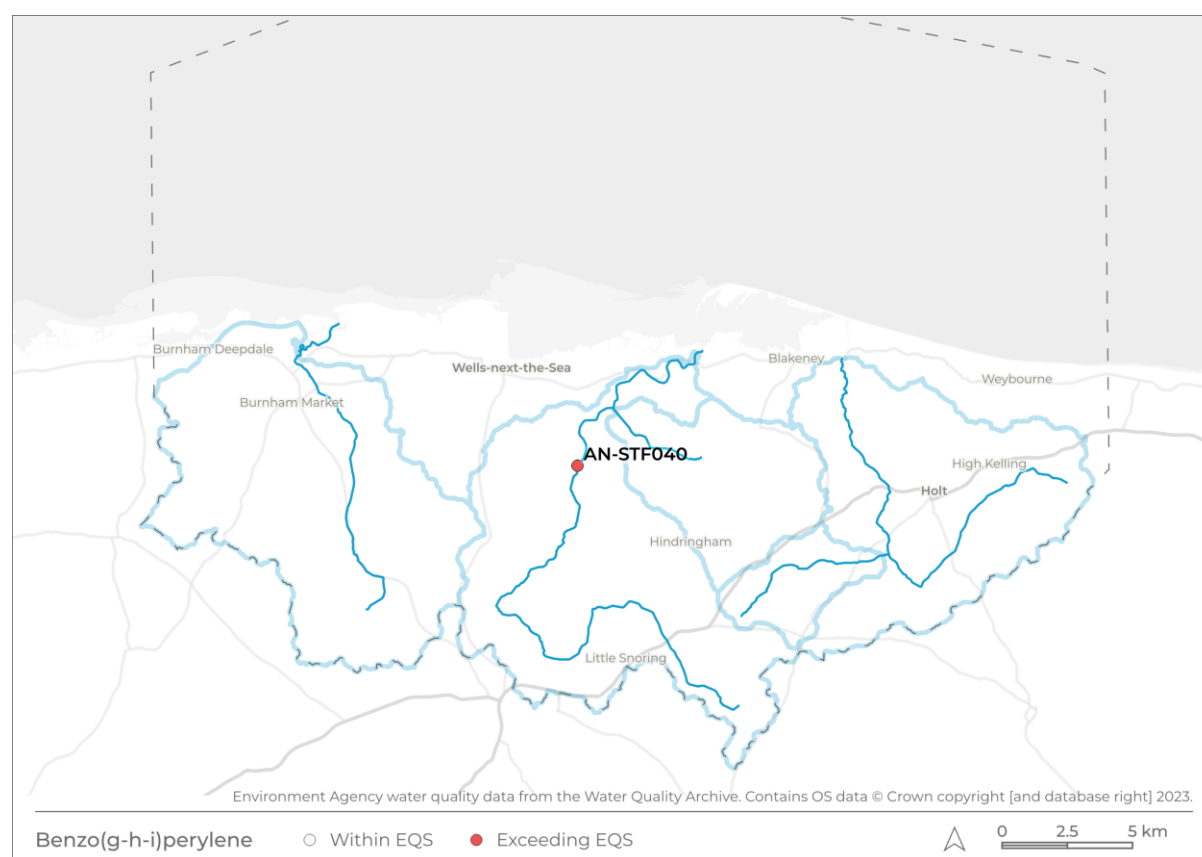 Burnham Deepdale
Blakeney
Wells-next-the-Sea
Weybourne
Burnham Market
AN-STF040
High Kelling
Holt
Hindringham
Little Snoring
Environment Agency water quality data from the Water Quality Archive. Contains OS data © Crown copyright [and database right] 2023.
Benzo(g-h-i)perylene
Within EQS
Exceeding EQS
0 2.5 5 km